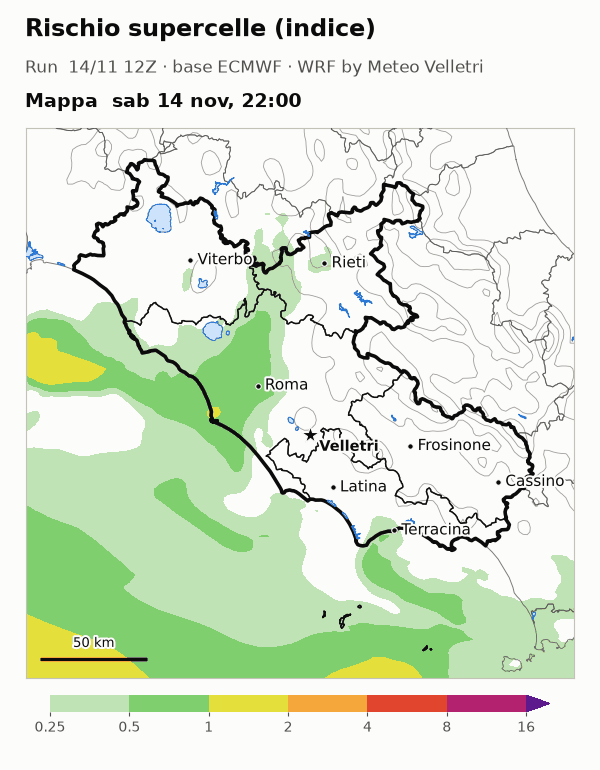 Rischio supercelle (indice)
Run  14/11 12Z · base ECMWF · WRF by Meteo Velletri
Mappa  sab 14 nov, 22:00
Viterbo
Rieti
Roma
Velletri
Frosinone
Latina
Cassino
Terracina
50 km
0.25 0.5 1 2 4 8 16